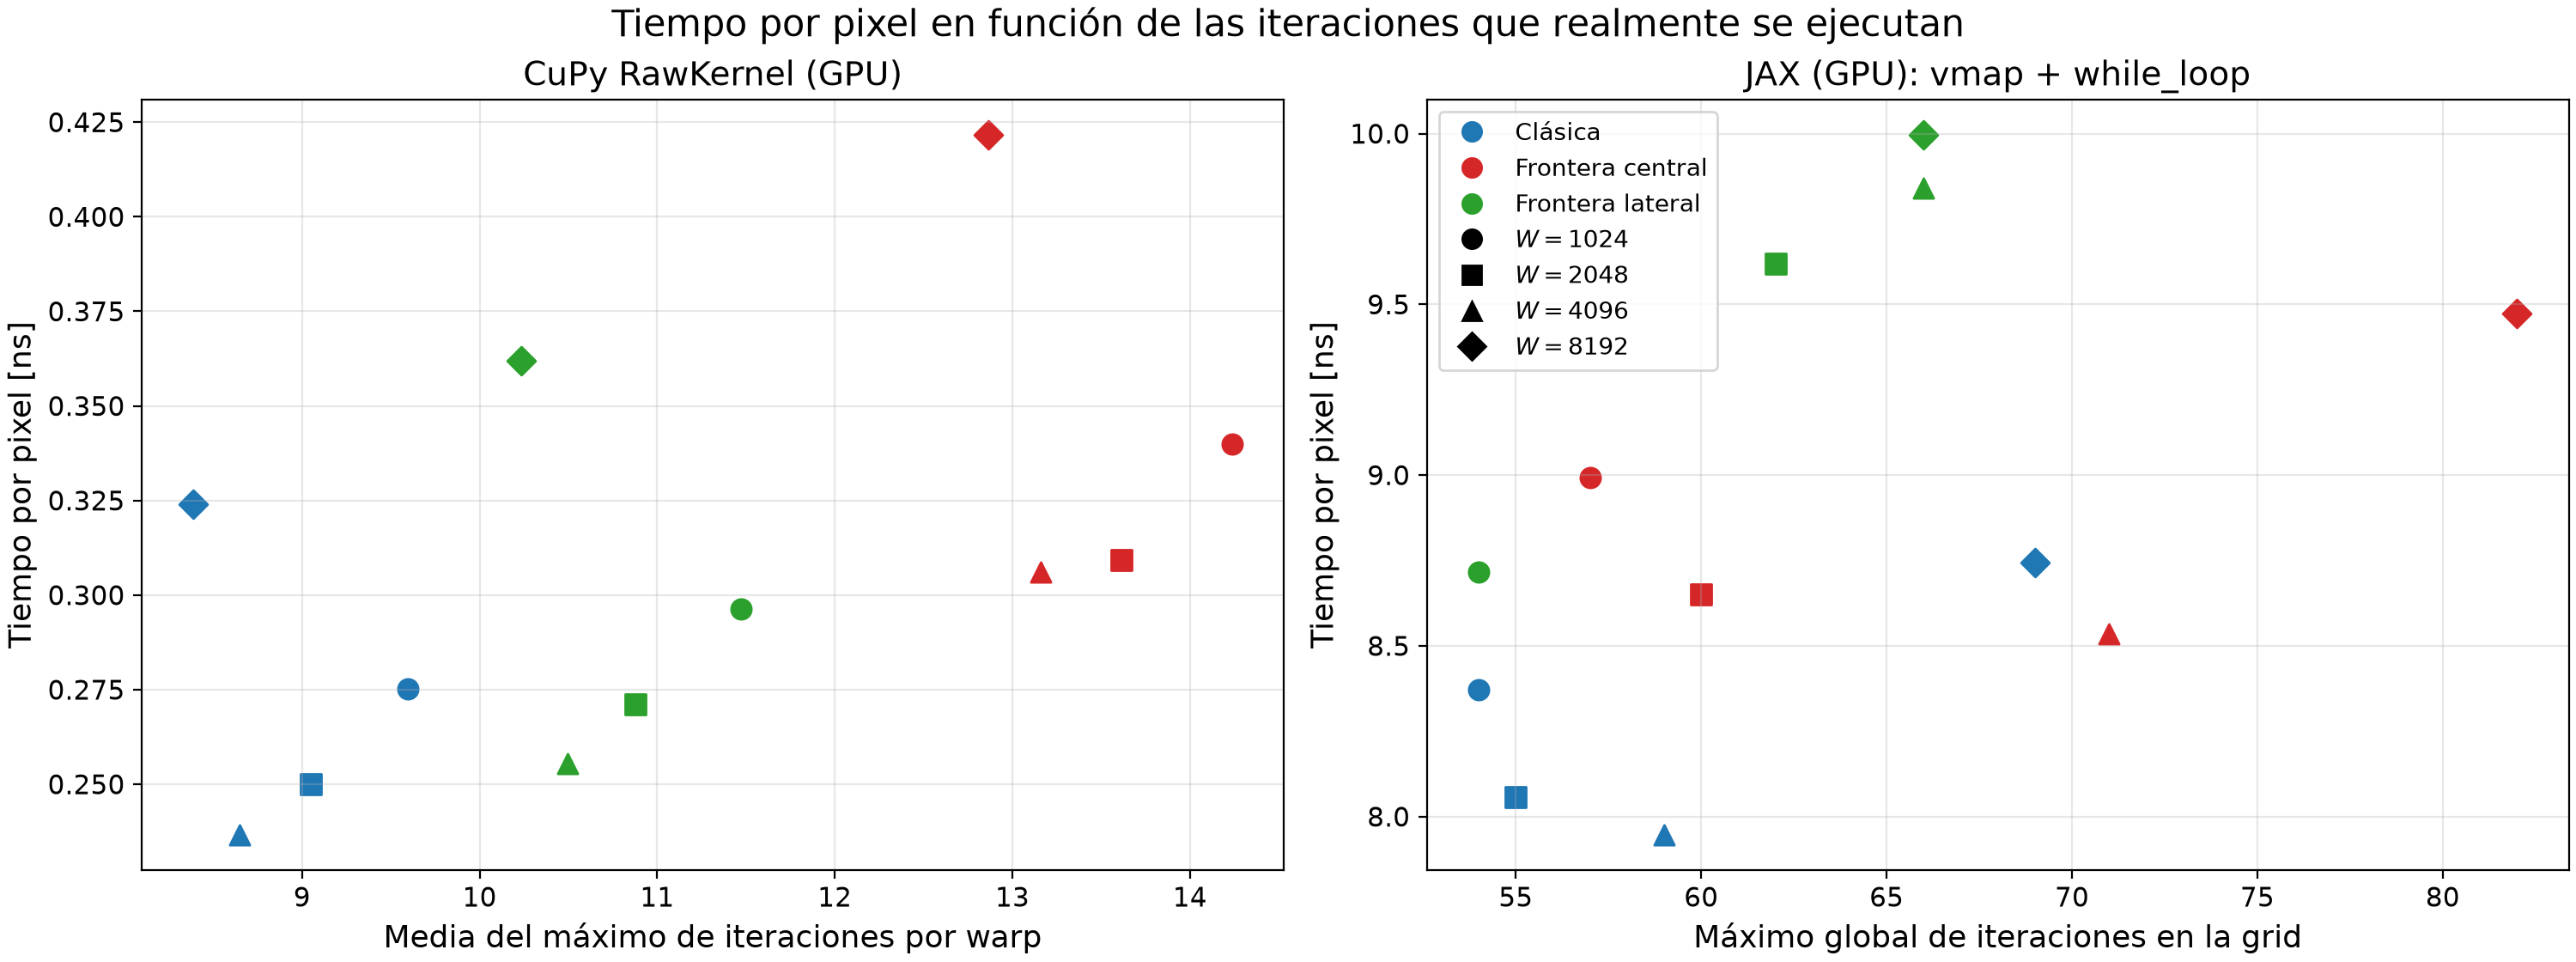 Tiempo por pixel en función de las iteraciones que realmente se ejecutan
CuPy RawKernel (GPU)
Tiempo por pixel [ns]
0.425
0.400
0.375
0.350
0.325
0.300
0.275
0.250
9 10 11 12 13 14
Media del máximo de iteraciones por warp
JAX (GPU): vmap + while_loop
Tiempo por pixel [ns]
10.0
9.5
9.0
8.5
8.0
Clásica
Frontera central
Frontera lateral
W = 1024
W = 2048
W = 4096
W = 8192
55 60 65 70 75 80
Máximo global de iteraciones en la grid